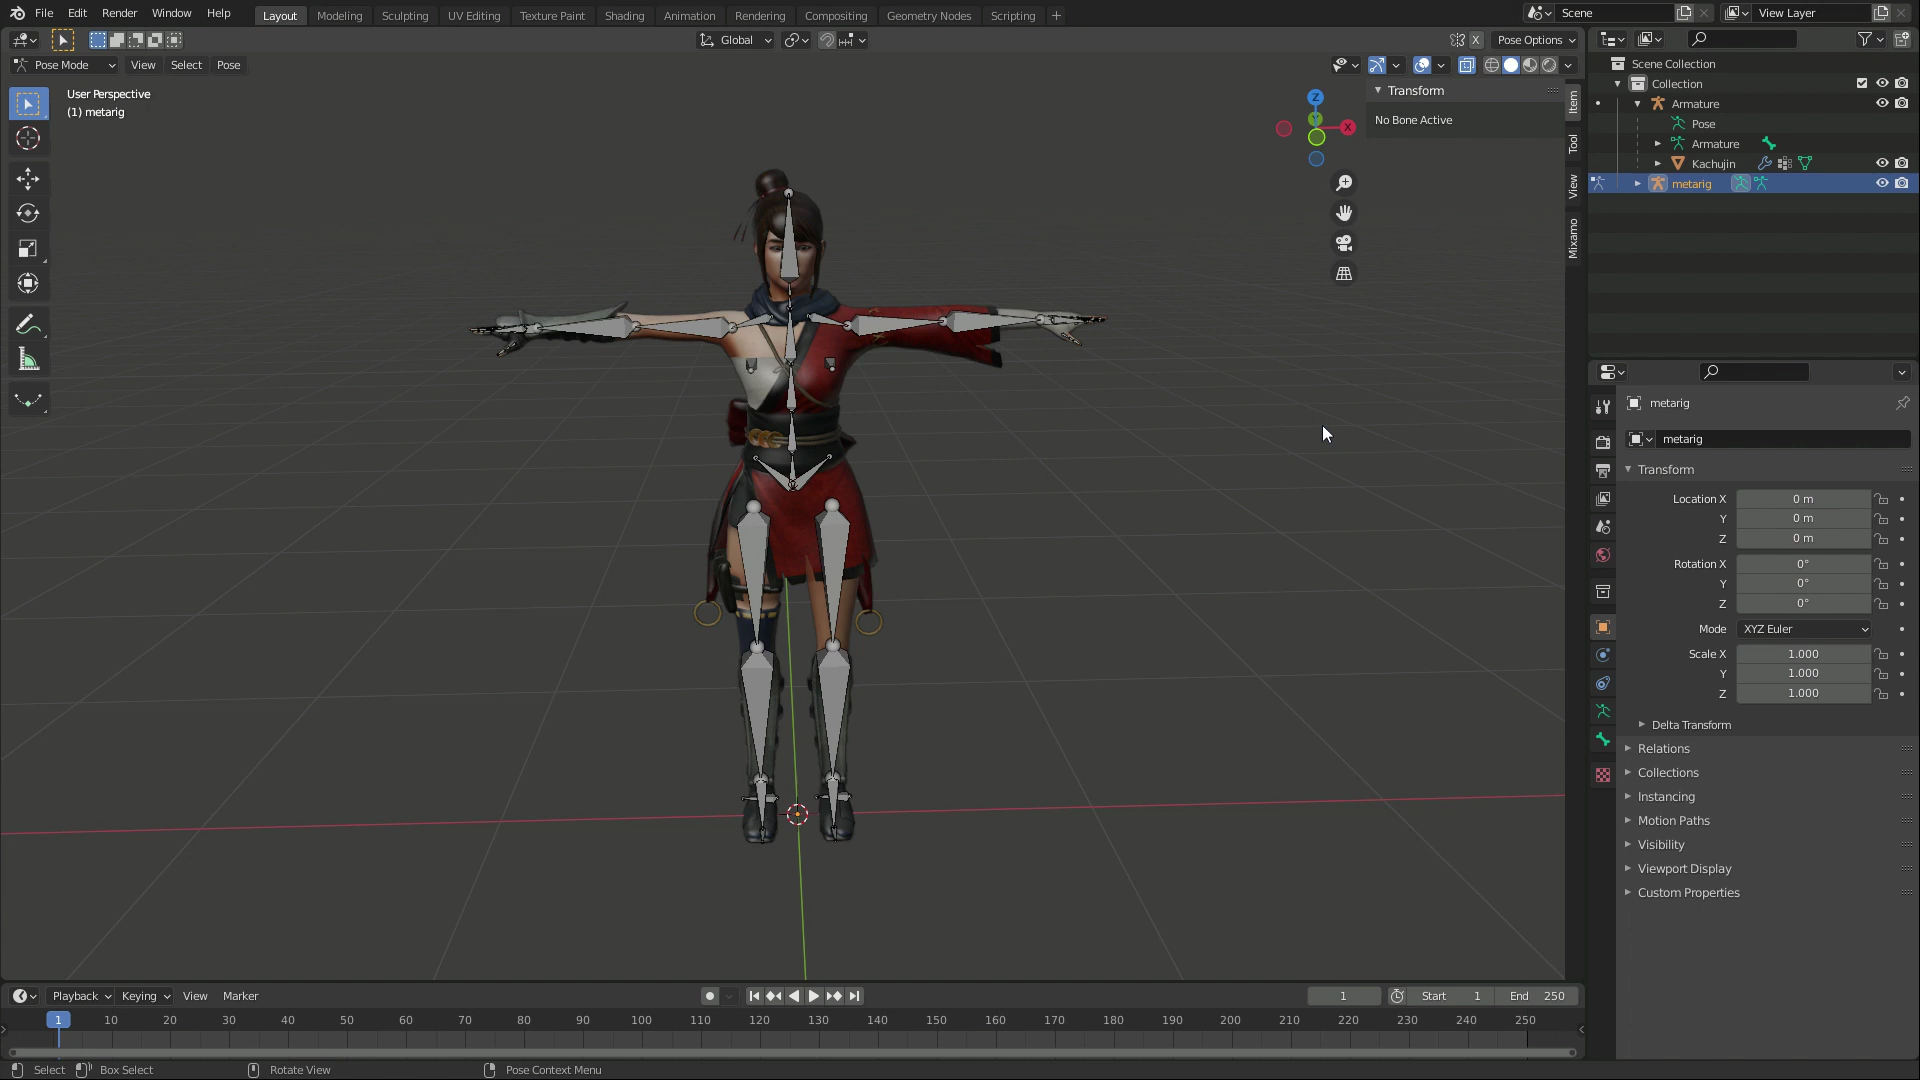 File Edit Render Window Help Layout Modeling Sculpting UV Editing Texture Paint Shading Animation Rendering Compositing Geometry Nodes Scripting + Scene View Layer
Global X Pose Options
Pose Mode View Select Pose
User Perspective
(1) metarig
Z
Y
X
Transform
No Bone Active
Item
Tool
View
Mixamo
Scene Collection
Collection
Armature
Pose
Armature
Kachujin
metarig
metarig
metarig
Transform
Location X 0 m
Y 0 m
Z 0 m
Rotation X 0°
Y 0°
Z 0°
Mode XYZ Euler
Scale X 1.000
Y 1.000
Z 1.000
Delta Transform
Relations
Collections
Instancing
Motion Paths
Visibility
Viewport Display
Custom Properties
Playback Keying View Marker 1 Start 1 End 250
1 10 20 30 40 50 60 70 80 90 100 110 120 130 140 150 160 170 180 190 200 210 220 230 240 250
Select Box Select Rotate View Pose Context Menu